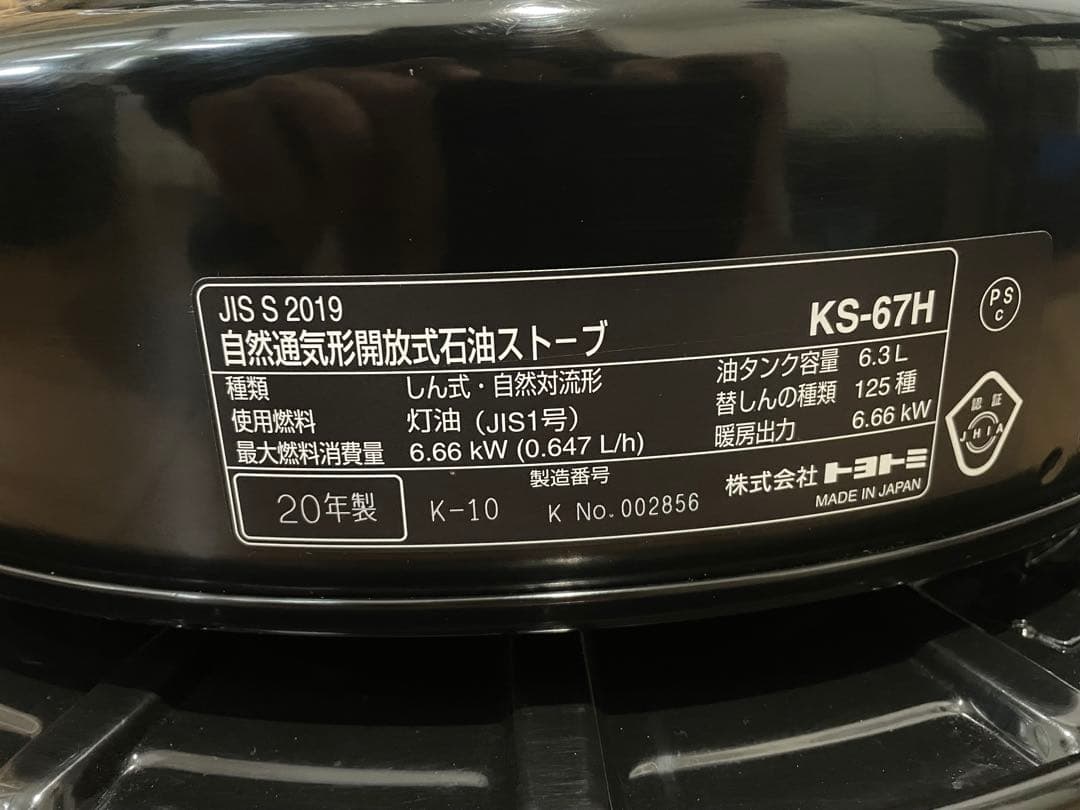 JIS S 2019
自然通気形開放式石油ストーブ
KS-67H
種類 しん式・自然対流形
使用燃料 灯油（JIS1号）
最大燃料消費量 6.66 kW (0.647 L/h)
油タンク容量 6.3 L
替しんの種類 125 種
暖房出力 6.66 kW
20年製
製造番号
K-10 K No.002856
株式会社トヨトミ
MADE IN JAPAN
PS
C
認証
JHIA